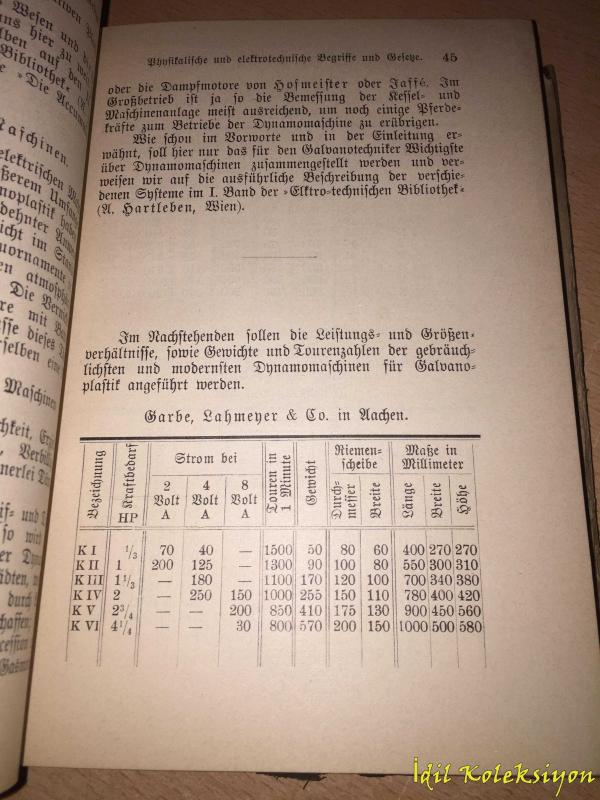 Physikalische und elektrotechnische Begriffe und Gesetze. 45
oder die Dampfmotore von Hofmeister oder Jaffé. Im
Großbetrieb ist ja so die Bemessung der Kessel- und
Maschinenanlage meist ausreichend, um noch einige Pferde-
kräfte zum Betriebe der Dynamomaschine zu erübrigen.
Wie schon im Vorworte und in der Einleitung er-
wähnt, soll hier nur das für den Galvanotechniker Wichtigste
über Dynamomaschinen zusammengestellt werden und ver-
weisen wir auf die ausführliche Beschreibung der verschie-
denen Systeme im I. Band der »Elktro-technischen Bibliothek«
(A. Hartleben, Wien).
Im Nachstehenden sollen die Leistungs- und Größen-
verhältnisse, sowie Gewichte und Tourenzahlen der gebräuch-
lichsten und modernsten Dynamomaschinen für Galvano-
plastik angeführt werden.
Garbe, Lahmeyer & Co. in Aachen.
Bezeichnung Kraftbedarf HP Strom bei Touren in 1 Minute Gewicht Riemen-scheibe Maße in Millimeter
2 Volt A 4 Volt A 8 Volt A Durch-messer Breite Länge Breite Höhe
K I 1/3 70 40 — 1500 50 80 60 400 270 270
K II 1 200 125 — 1300 90 100 80 550 300 310
K III 1 1/3 — 180 — 1100 170 120 100 700 340 380
K IV 2 — 250 150 1000 255 150 110 780 400 420
K V 2 3/4 — — 200 850 410 175 130 900 450 560
K VI 4 1/4 — — 30 800 570 200 150 1000 500 580
İdil Koleksiyon